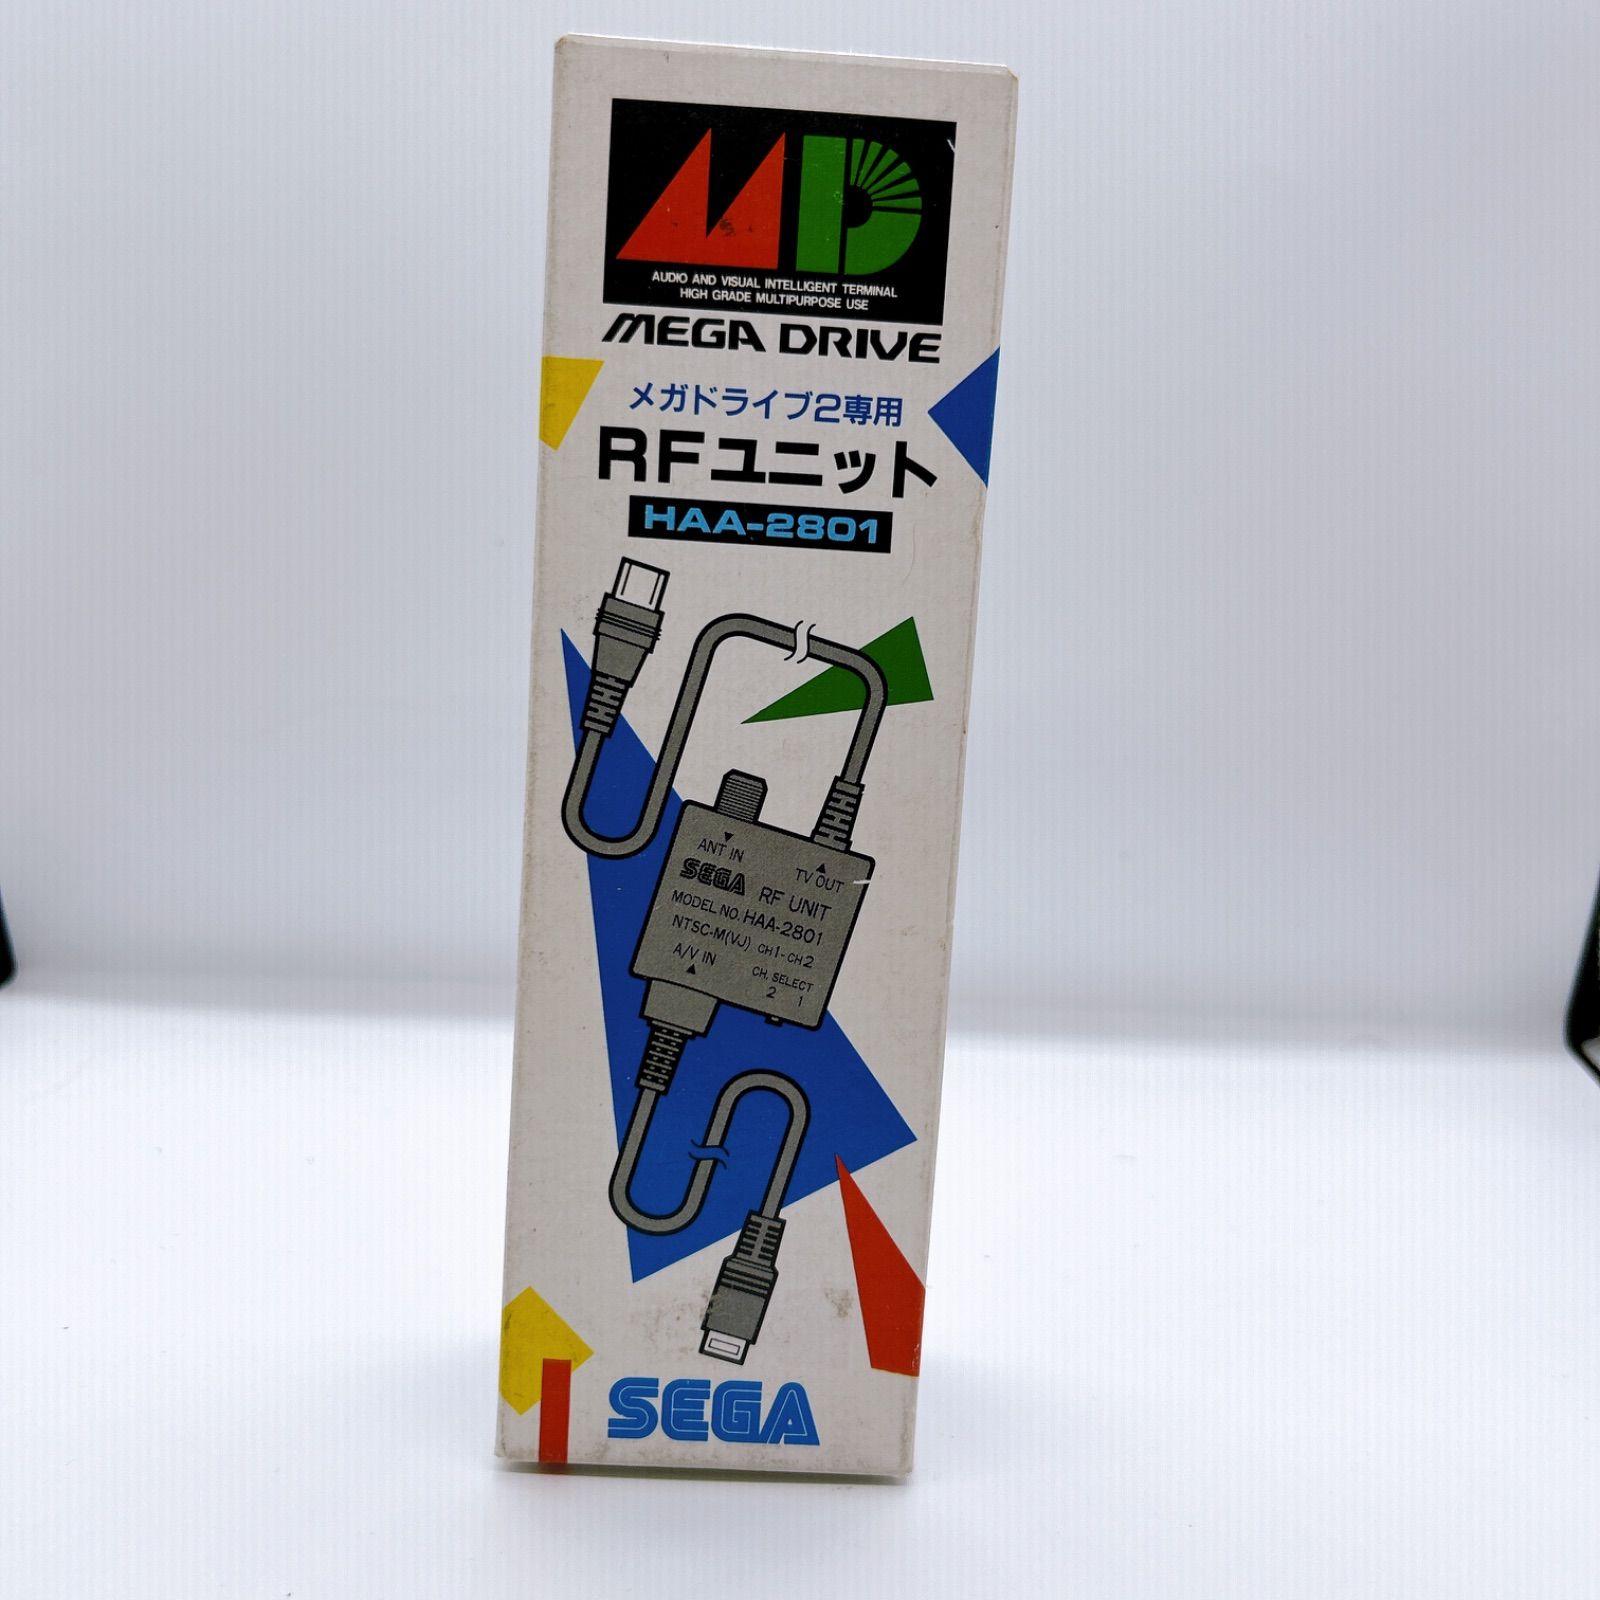 MD
AUDIO AND VISUAL INTELLIGENT TERMINAL
HIGH GRADE MULTIPURPOSE USE
MEGA DRIVE
メガドライブ2専用
RFユニット
HAA-2801
ANT IN
TV OUT
SEGA RF UNIT
MODEL NO. HAA-2801
NTSC-M(VJ) CH1-CH2
A/V IN
CH. SELECT
2 1
SEGA